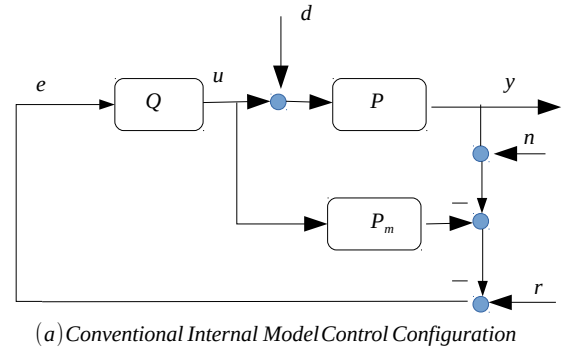 d
e
u
Q
P
y
n
P_m
−
−
r
(a) Conventional Internal Model Control Configuration